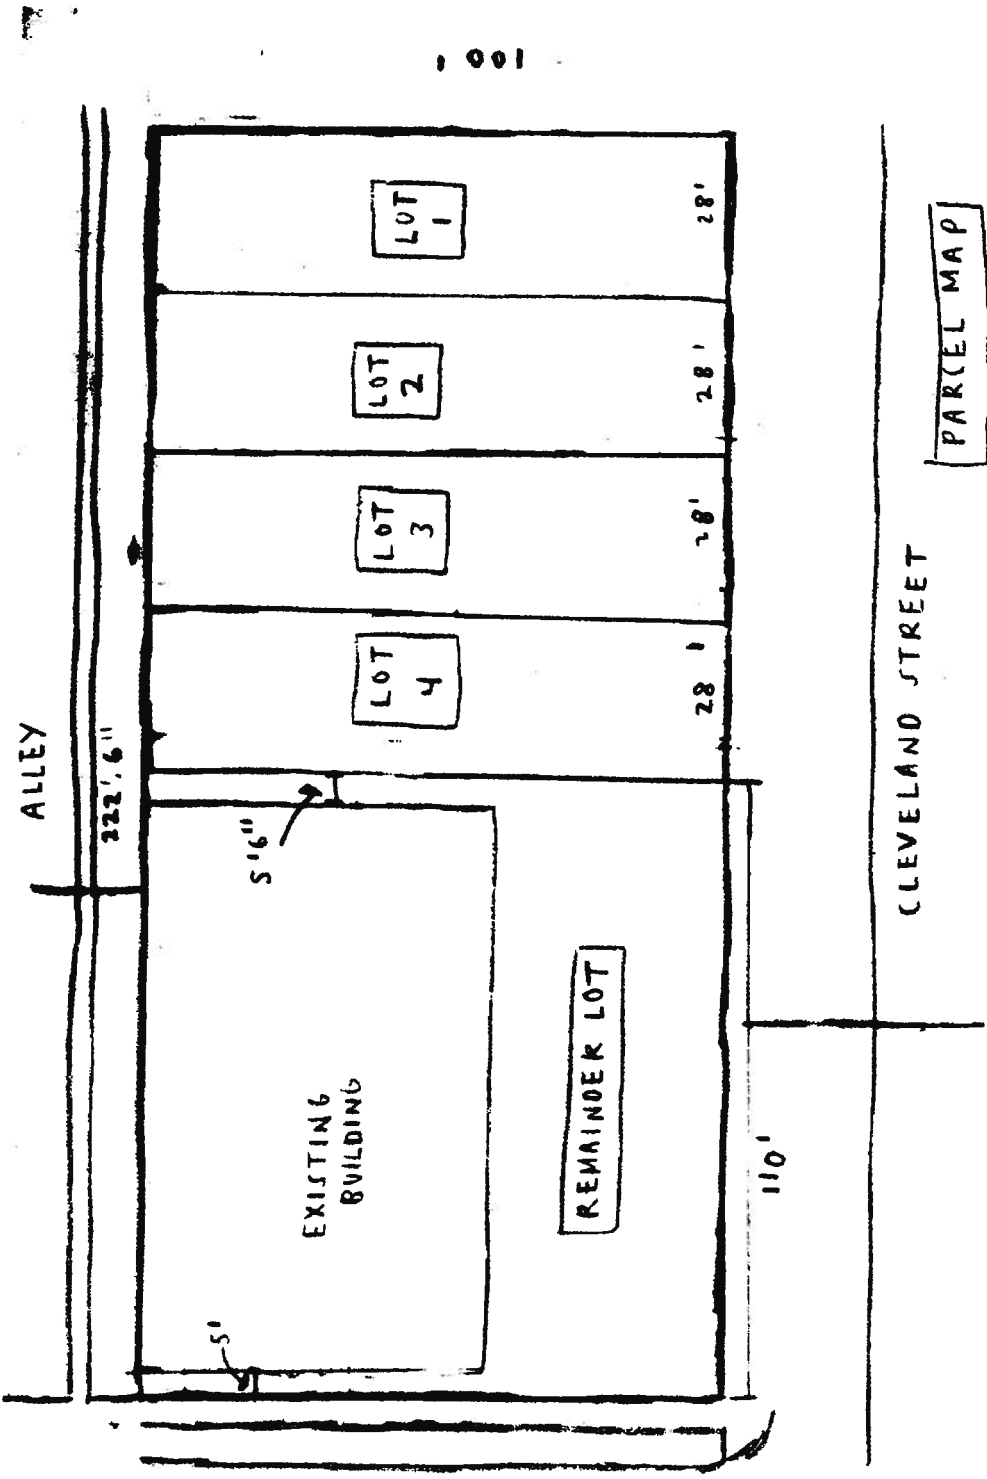 ALLEY
222'.6"
5'
5'6"
EXISTING
BUILDING
LOT
4
LOT
3
LOT
2
LOT
1
100'
REMAINDER LOT
28'
28'
28'
28'
110'
CLEVELAND STREET
PARCEL MAP